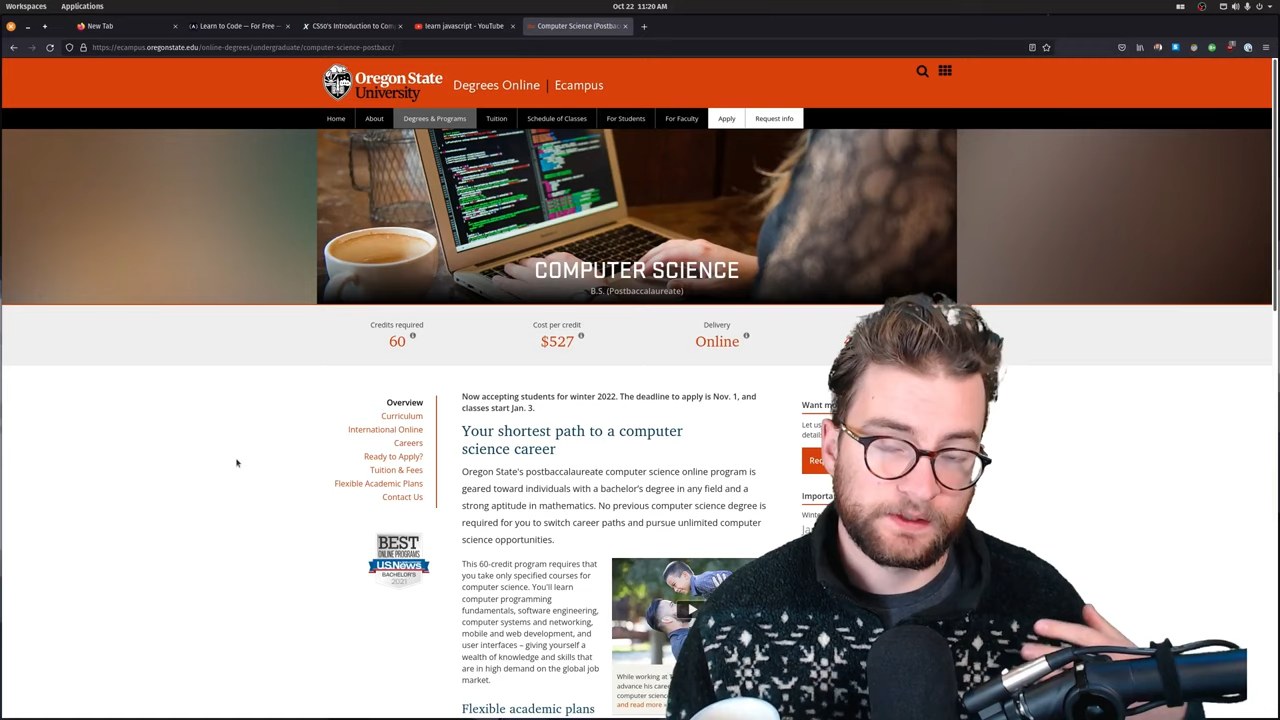 Workspaces Applications Oct 22 11:20 AM
New Tab Learn to Code — For Free — CS50's Introduction to Com learn javascript - YouTube Computer Science (Postbac
https://ecampus.oregonstate.edu/online-degrees/undergraduate/computer-science-postbacc/
Oregon State
University
Degrees Online | Ecampus
Home About Degrees & Programs Tuition Schedule of Classes For Students For Faculty Apply Request info
COMPUTER SCIENCE
B.S. (Postbaccalaureate)
Credits required Cost per credit Delivery
60 $527 Online
Overview
Curriculum
International Online
Careers
Ready to Apply?
Tuition & Fees
Flexible Academic Plans
Contact Us
BEST
ONLINE PROGRAMS
U.S.News
BACHELOR'S
2021
Now accepting students for winter 2022. The deadline to apply is Nov. 1, and
classes start Jan. 3.
Your shortest path to a computer
science career
Oregon State's postbaccalaureate computer science online program is
geared toward individuals with a bachelor's degree in any field and a
strong aptitude in mathematics. No previous computer science degree is
required for you to switch career paths and pursue unlimited computer
science opportunities.
This 60-credit program requires that
you take only specified courses for
computer science. You'll learn
computer programming
fundamentals, software engineering,
computer systems and networking,
mobile and web development, and
user interfaces – giving yourself a
wealth of knowledge and skills that
are in high demand on the global job
market.
Flexible academic plans
While working at
advance his care
computer scienc
and read more »
Want m
Let us
details
Req
Importa
Winte
Ja